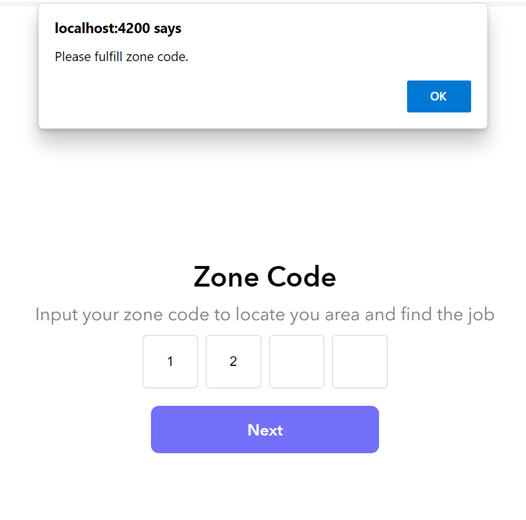 localhost:4200 says
Please fulfill zone code.
OK
Zone Code
Input your zone code to locate you area and find the job
1 2
Next